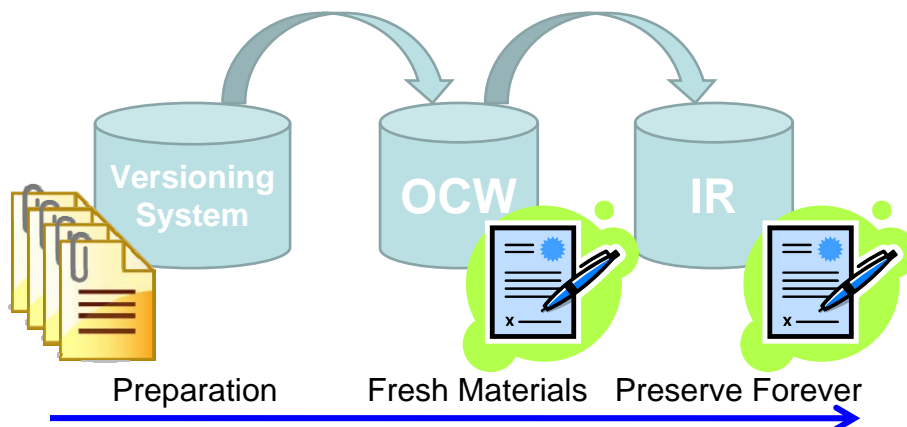 Versioning
System
OCW
IR
x
x
Preparation
Fresh Materials
Preserve Forever